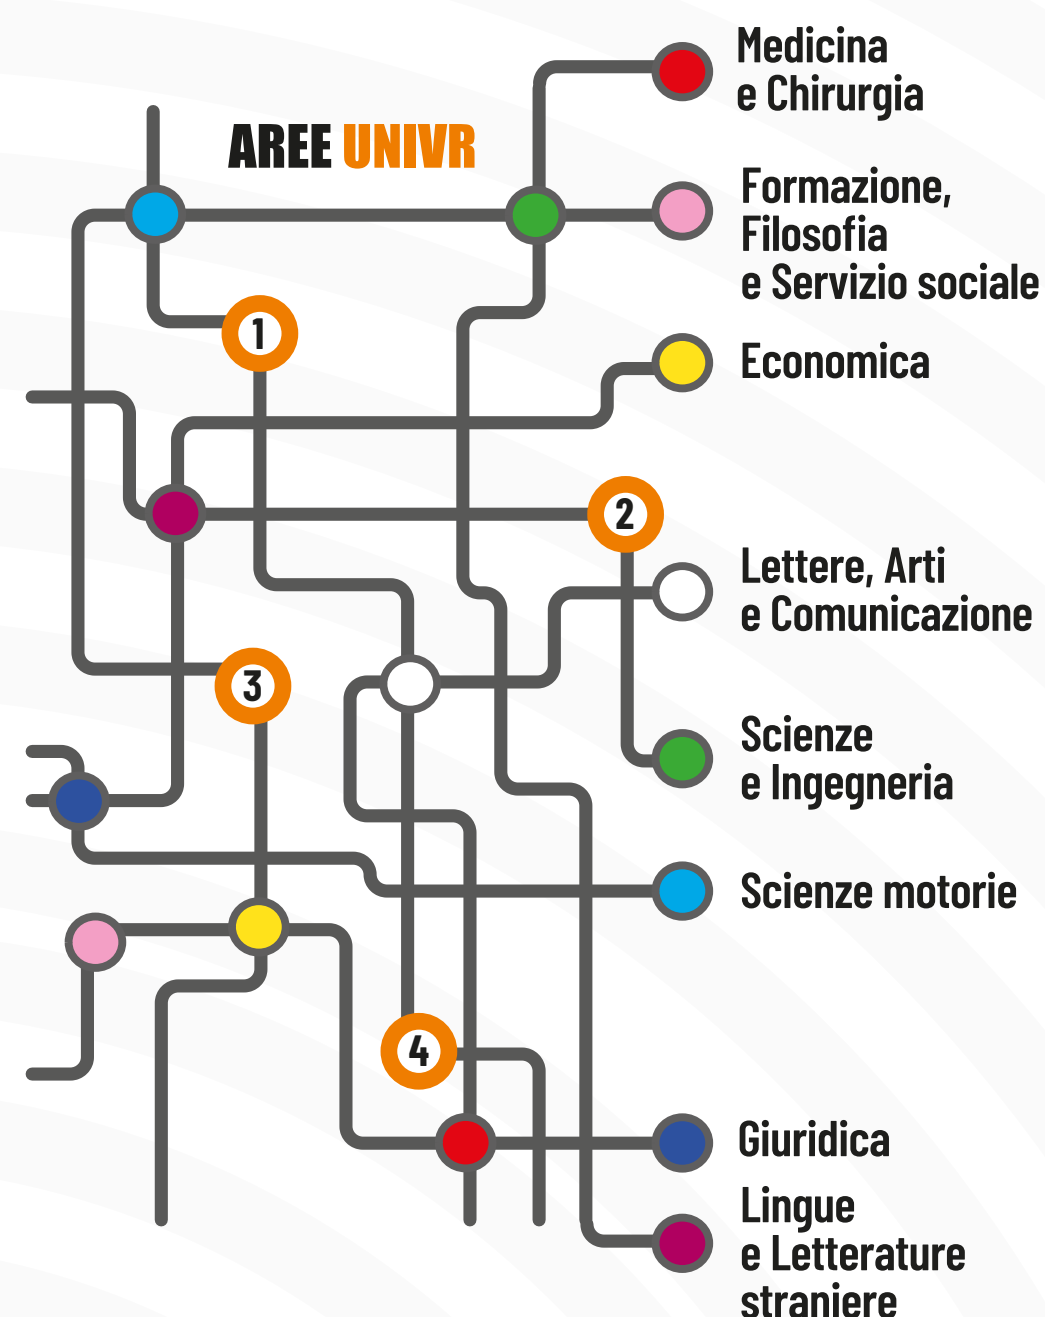 Medicina
e Chirurgia
AREE UNIVR
Formazione,
Filosofia
e Servizio sociale
1
Economica
2
Lettere, Arti
e Comunicazione
3
Scienze
e Ingegneria
Scienze motorie
4
Giuridica
Lingue
e Letterature
straniere